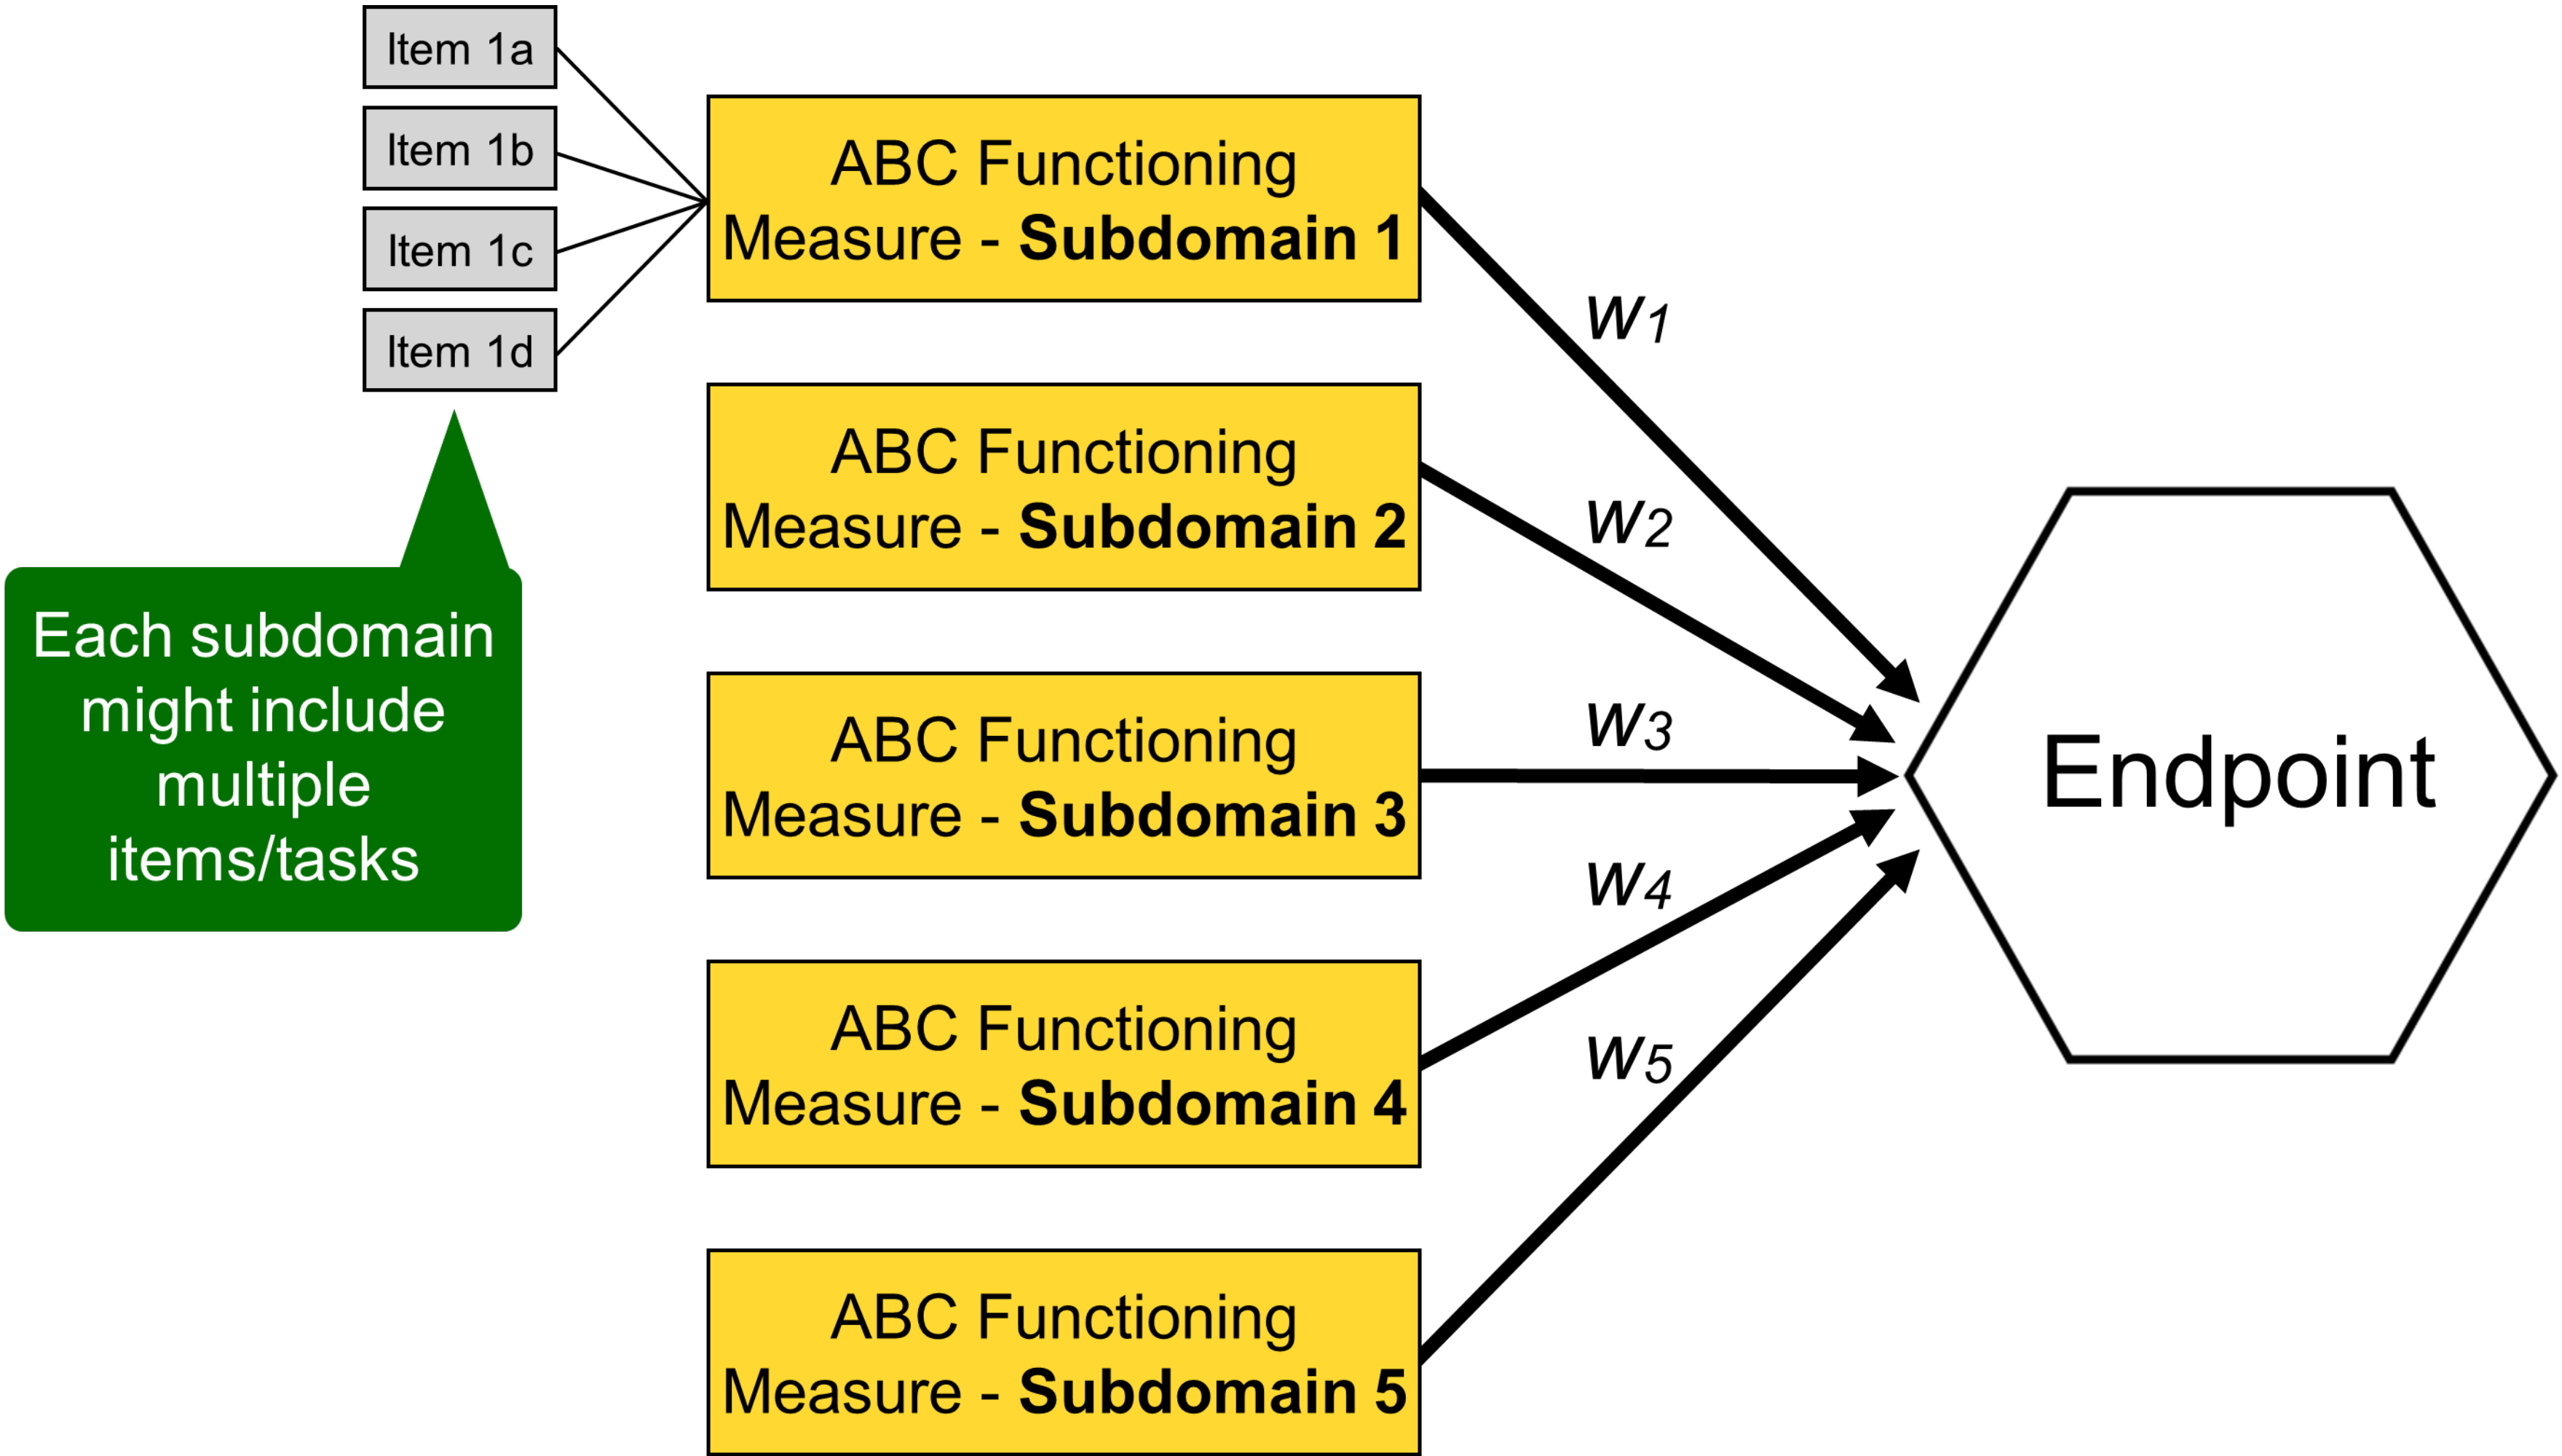 Item 1a
Item 1b
Item 1c
Item 1d
Each subdomain
might include
multiple
items/tasks
ABC Functioning
Measure - Subdomain 1
ABC Functioning
Measure - Subdomain 2
ABC Functioning
Measure - Subdomain 3
ABC Functioning
Measure - Subdomain 4
ABC Functioning
Measure - Subdomain 5
w1
w2
w3
w4
w5
Endpoint